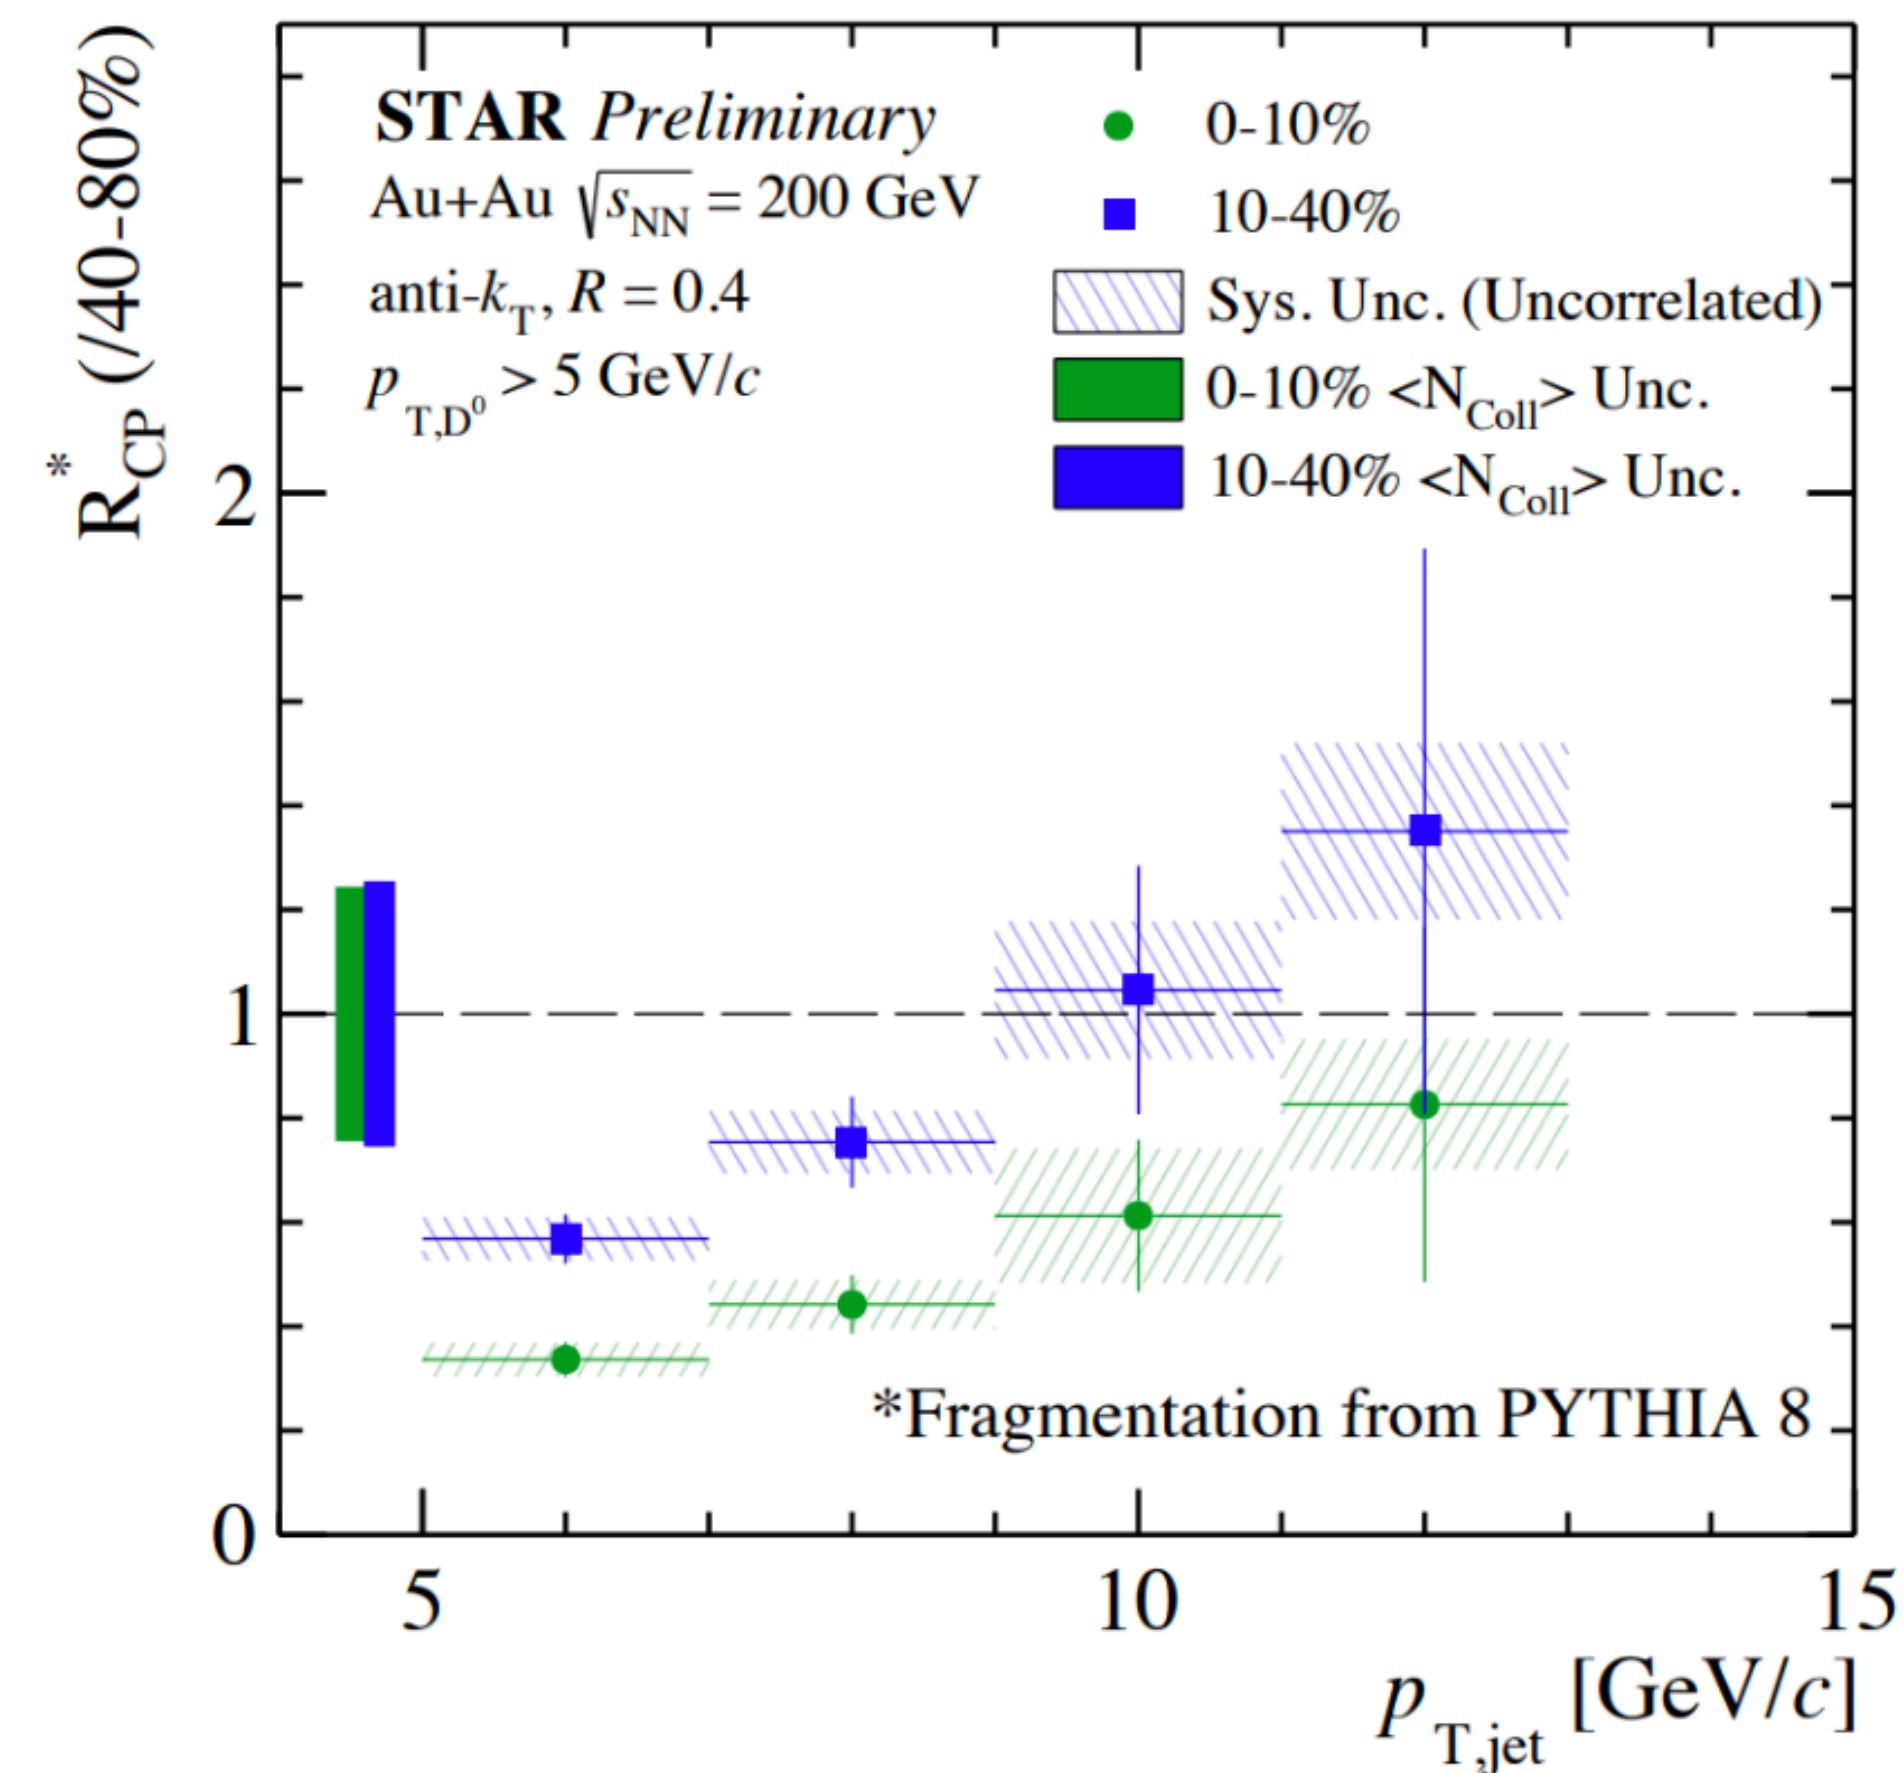 R*CP (/40-80%)
STAR Preliminary
Au+Au √sNN = 200 GeV
anti-kT, R = 0.4
pT,D0 > 5 GeV/c
0-10%
10-40%
Sys. Unc. (Uncorrelated)
0-10% <NColl> Unc.
10-40% <NColl> Unc.
2
1
0
*Fragmentation from PYTHIA 8
5 10 15
pT,jet [GeV/c]